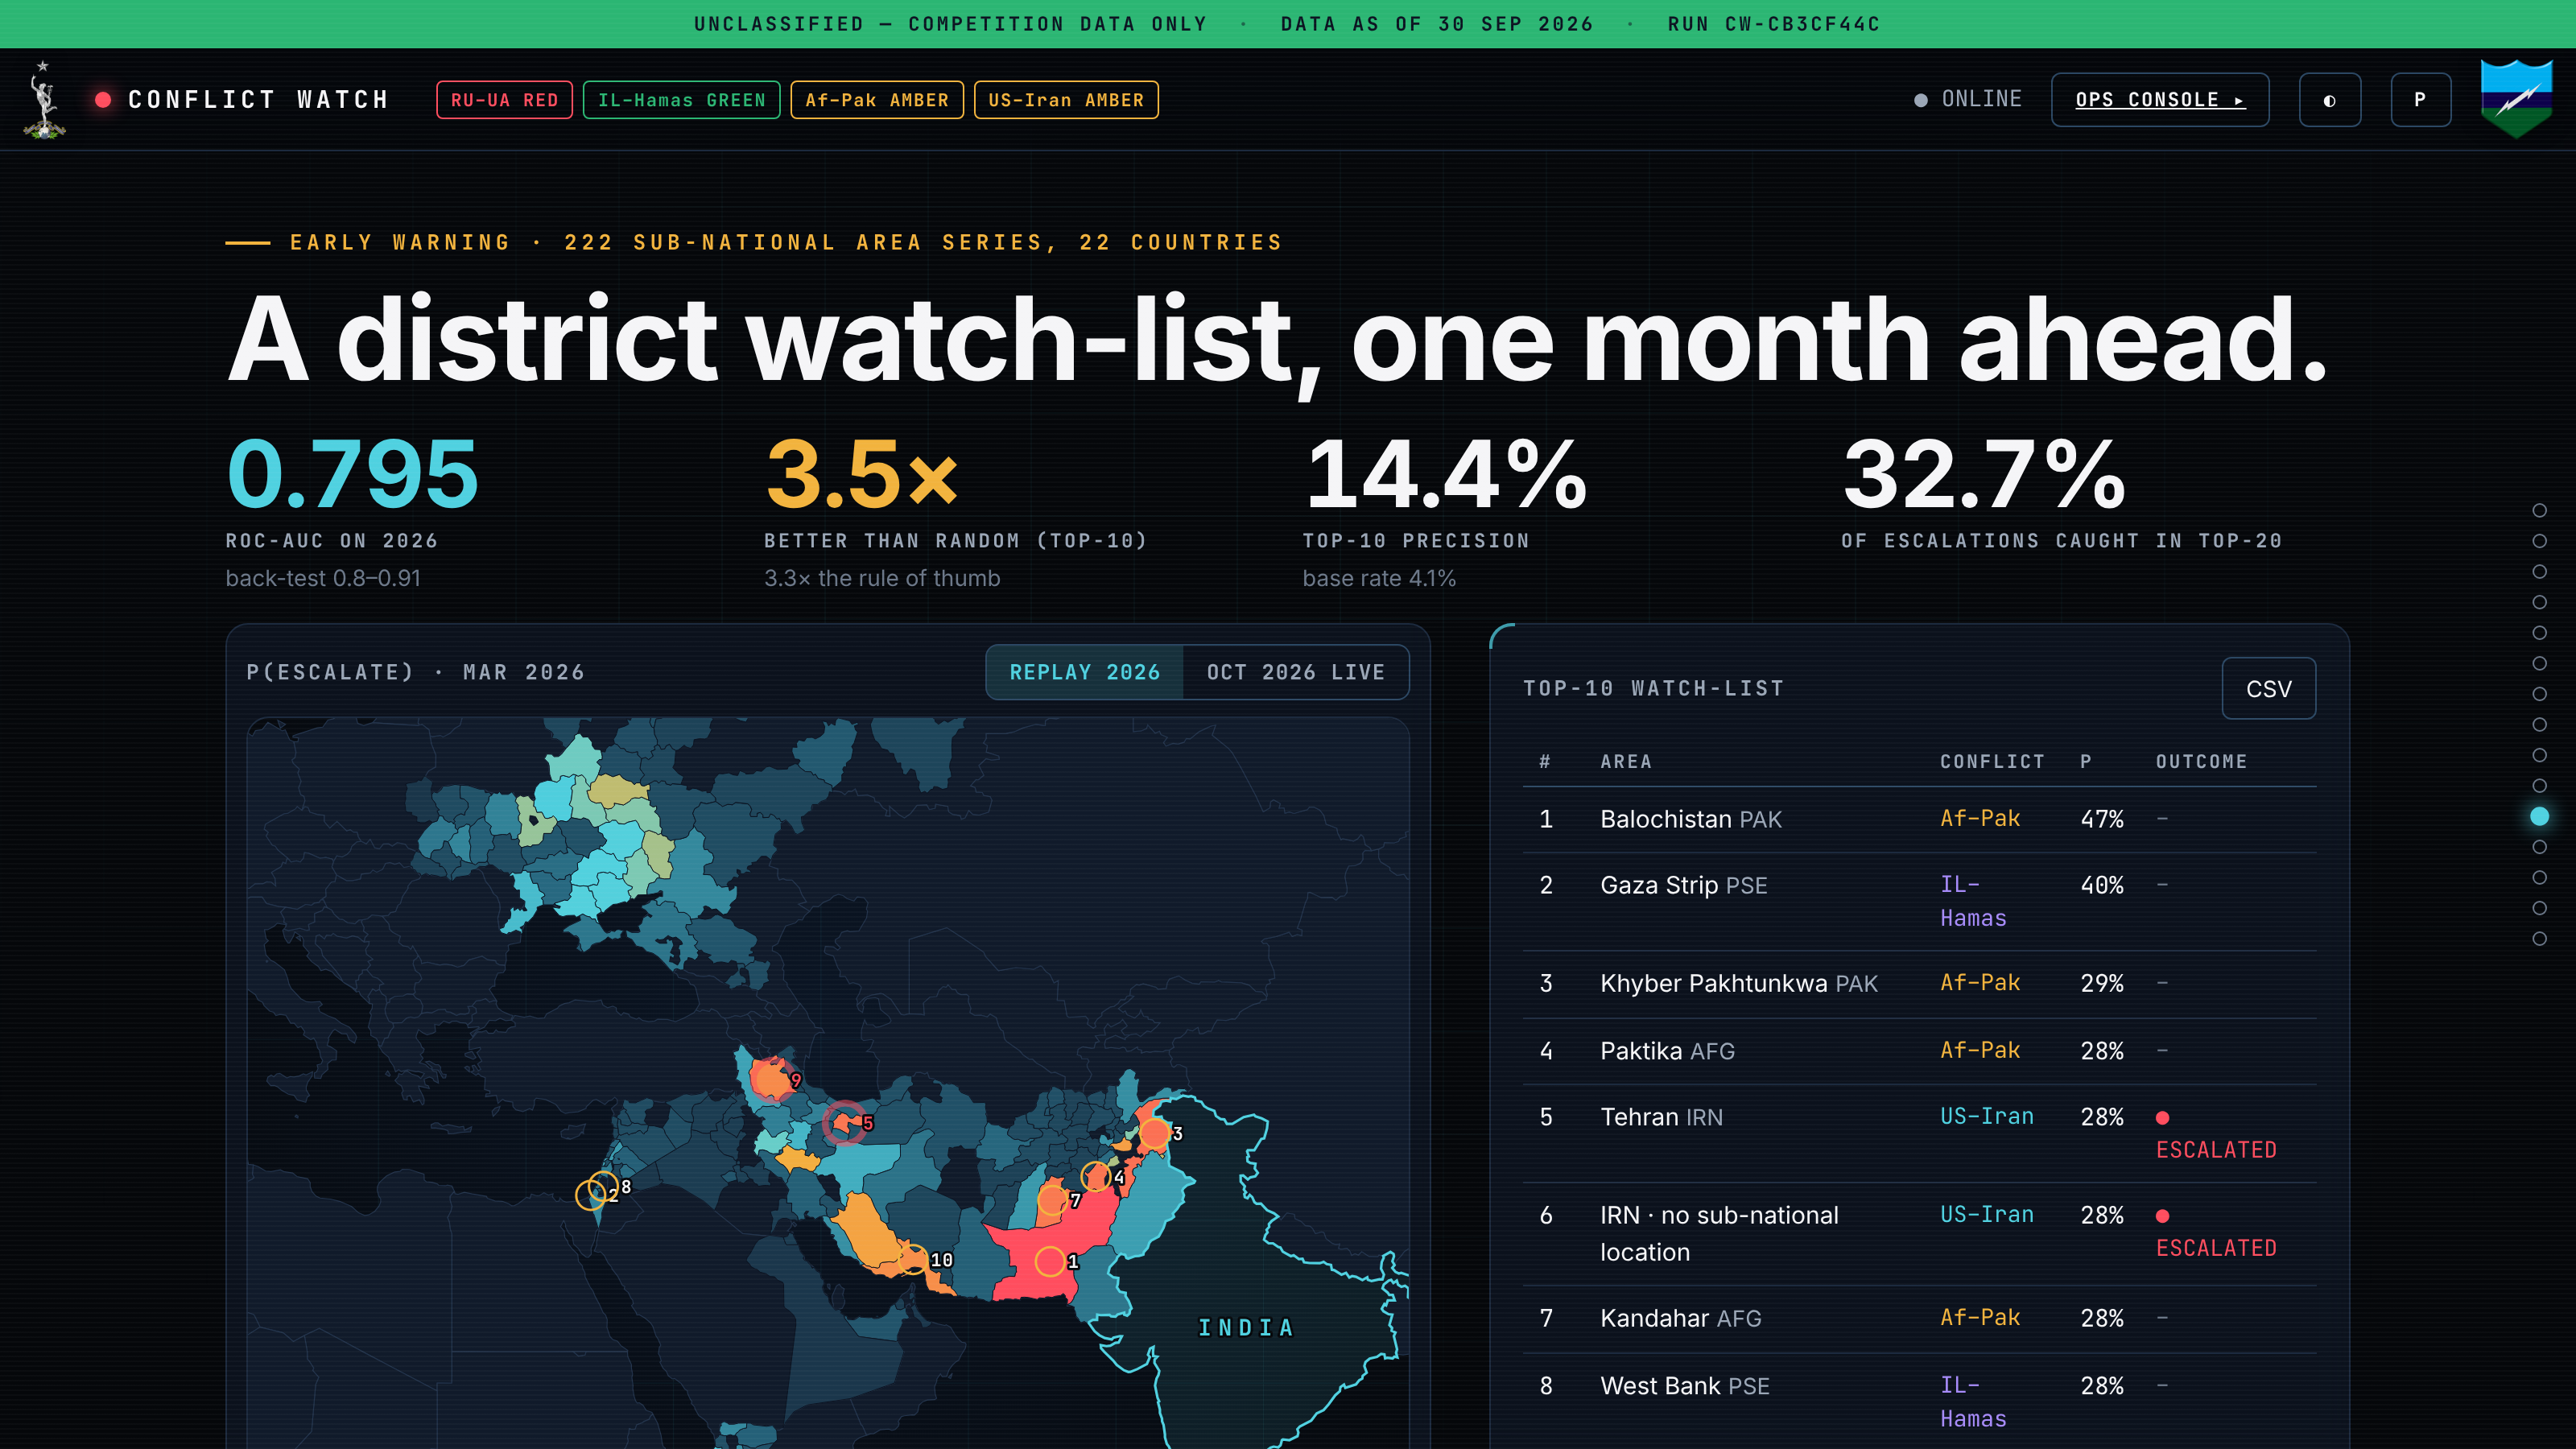 UNCLASSIFIED — COMPETITION DATA ONLY · DATA AS OF 30 SEP 2026 · RUN CW-CB3CF44C
CONFLICT WATCH
RU-UA RED
IL-Hamas GREEN
Af-Pak AMBER
US-Iran AMBER
ONLINE
OPS CONSOLE ▸
P
EARLY WARNING · 222 SUB-NATIONAL AREA SERIES, 22 COUNTRIES
A district watch-list, one month ahead.
0.795
ROC-AUC ON 2026
back-test 0.8–0.91
3.5×
BETTER THAN RANDOM (TOP-10)
3.3× the rule of thumb
14.4%
TOP-10 PRECISION
base rate 4.1%
32.7%
OF ESCALATIONS CAUGHT IN TOP-20
P(ESCALATE) · MAR 2026
REPLAY 2026
OCT 2026 LIVE
9
5
3
4
8
2
7
10
1
INDIA
TOP-10 WATCH-LIST
CSV
# AREA CONFLICT P OUTCOME
1 Balochistan PAK Af-Pak 47% –
2 Gaza Strip PSE IL-
Hamas 40% –
3 Khyber Pakhtunkwa PAK Af-Pak 29% –
4 Paktika AFG Af-Pak 28% –
5 Tehran IRN US-Iran 28%
ESCALATED
6 IRN · no sub-national
location US-Iran 28%
ESCALATED
7 Kandahar AFG Af-Pak 28% –
8 West Bank PSE IL-
Hamas 28% –